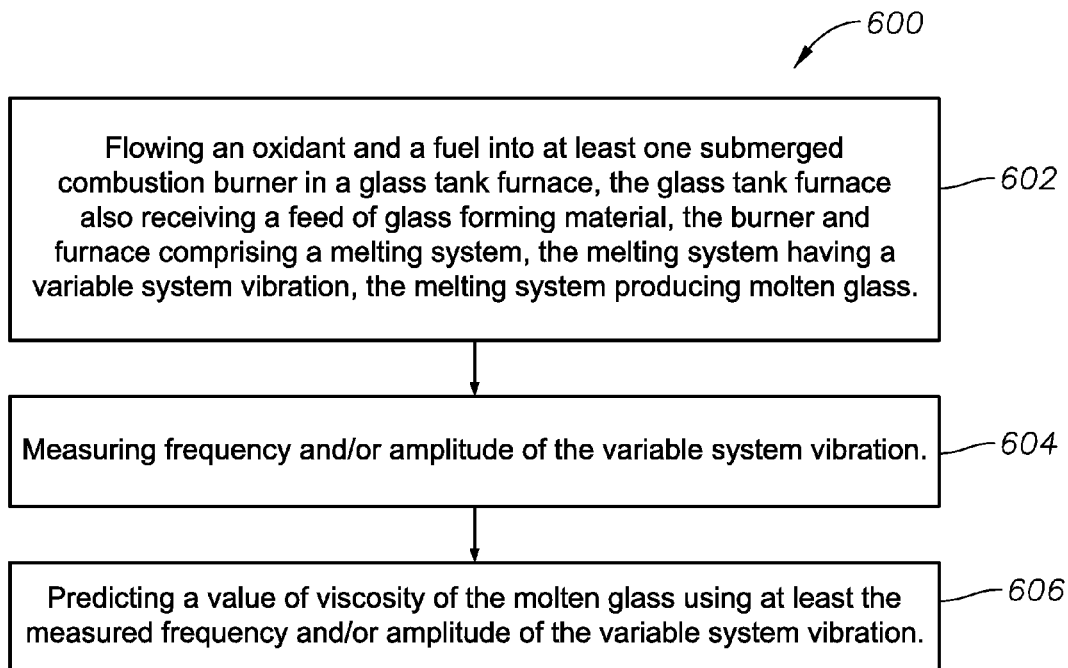 600
Flowing an oxidant and a fuel into at least one submerged
combustion burner in a glass tank furnace, the glass tank furnace
also receiving a feed of glass forming material, the burner and
furnace comprising a melting system, the melting system having a
variable system vibration, the melting system producing molten glass.
602
Measuring frequency and/or amplitude of the variable system vibration.
604
Predicting a value of viscosity of the molten glass using at least the
measured frequency and/or amplitude of the variable system vibration.
606